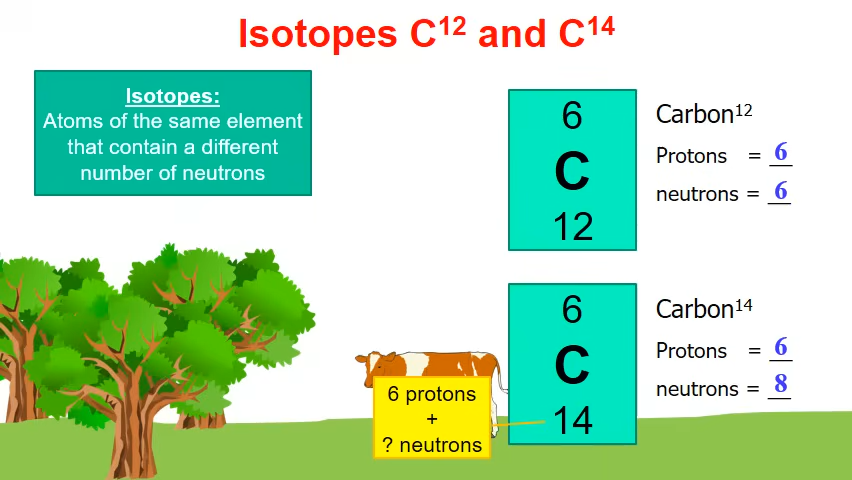 Isotopes C¹² and C¹⁴
Isotopes:
Atoms of the same element
that contain a different
number of neutrons
6
C
12
Carbon¹²
Protons = 6
neutrons = 6
6
C
14
Carbon¹⁴
Protons = 6
neutrons = 8
6 protons
+
? neutrons